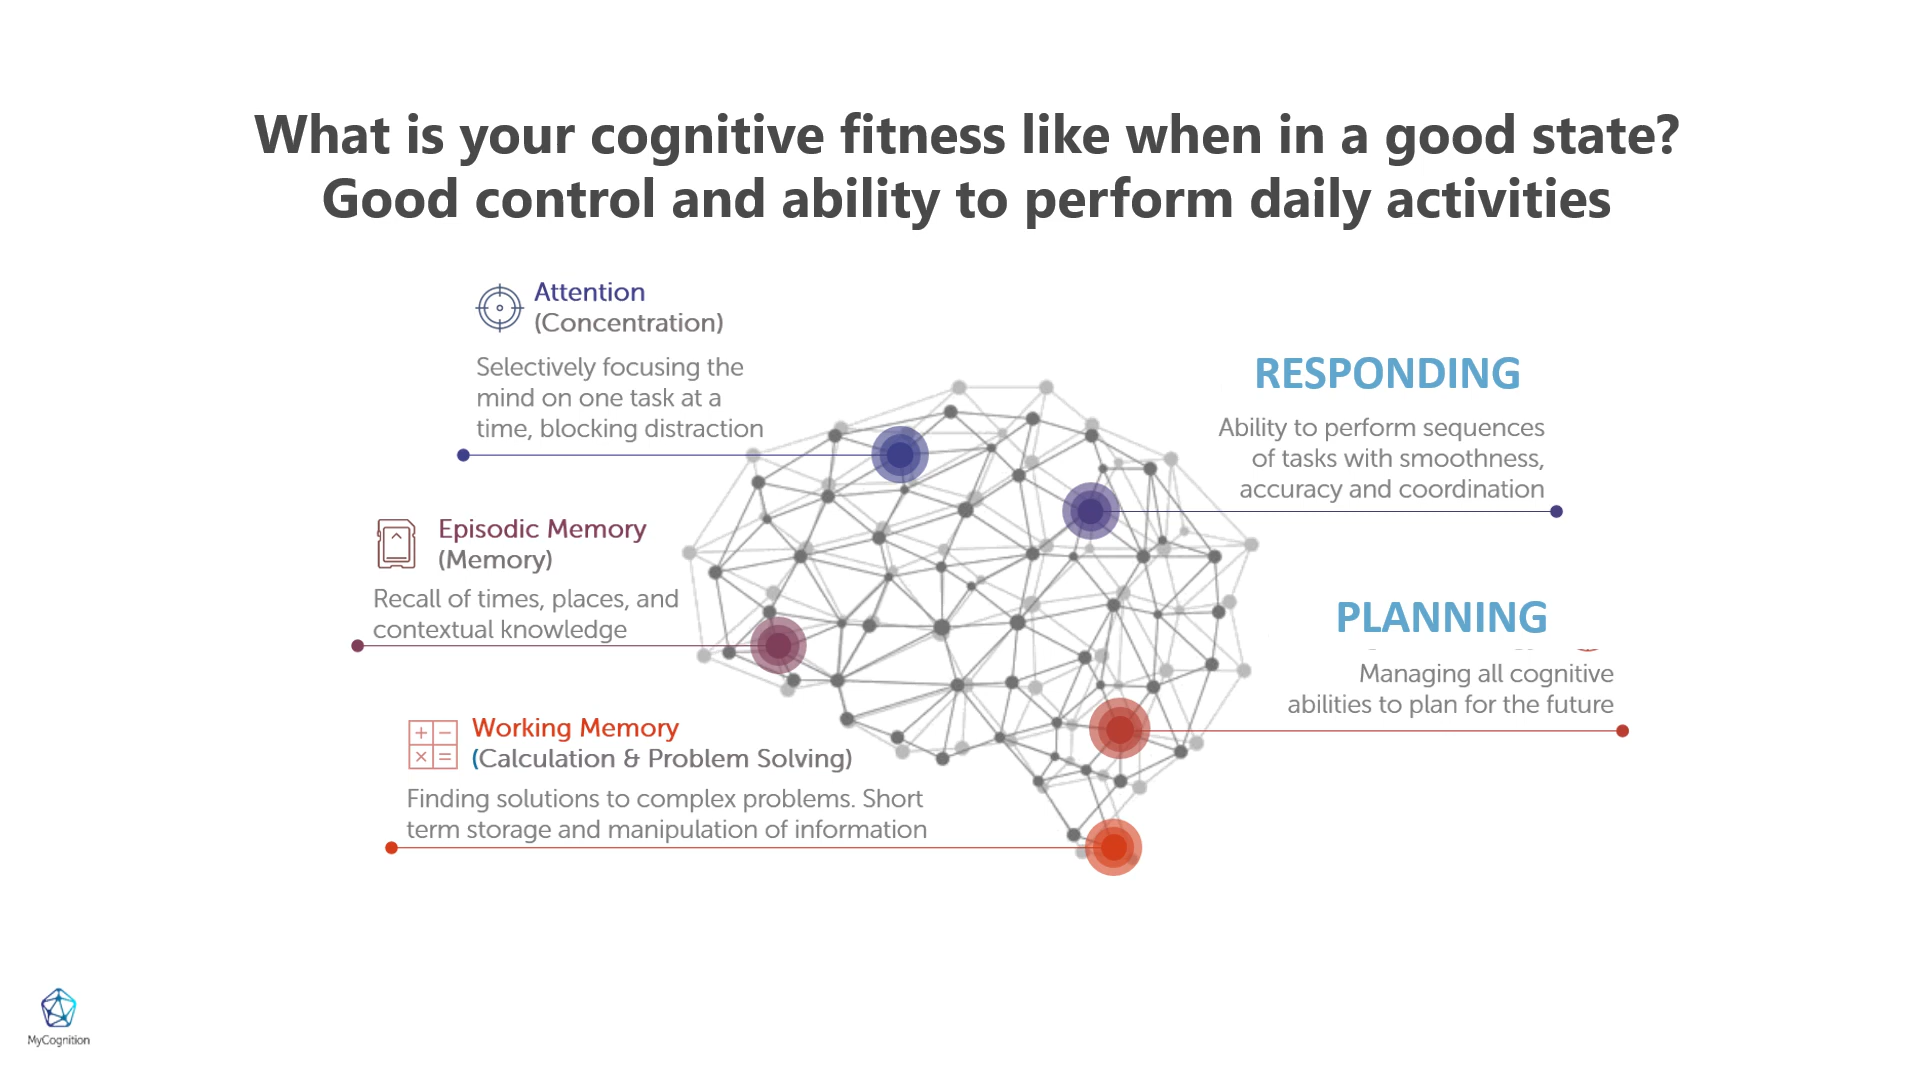 What is your cognitive fitness like when in a good state?
Good control and ability to perform daily activities
Attention
(Concentration)
Selectively focusing the
mind on one task at a
time, blocking distraction
Episodic Memory
(Memory)
Recall of times, places, and
contextual knowledge
Working Memory
(Calculation & Problem Solving)
Finding solutions to complex problems. Short
term storage and manipulation of information
RESPONDING
Ability to perform sequences
of tasks with smoothness,
accuracy and coordination
PLANNING
Managing all cognitive
abilities to plan for the future
MyCognition